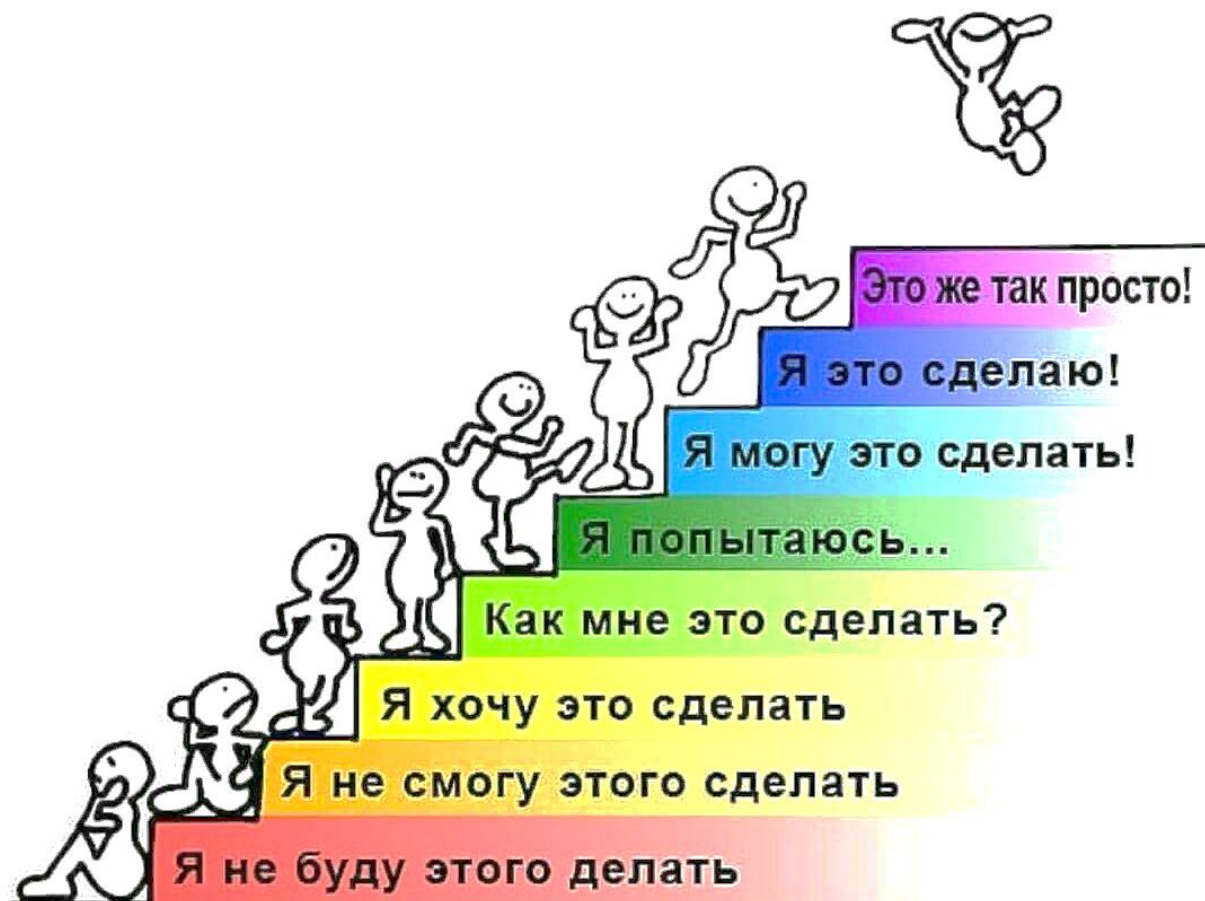 Это же так просто!
Я это сделаю!
Я могу это сделать!
Я попытаюсь...
Как мне это сделать?
Я хочу это сделать
Я не смогу этого сделать
Я не буду этого делать